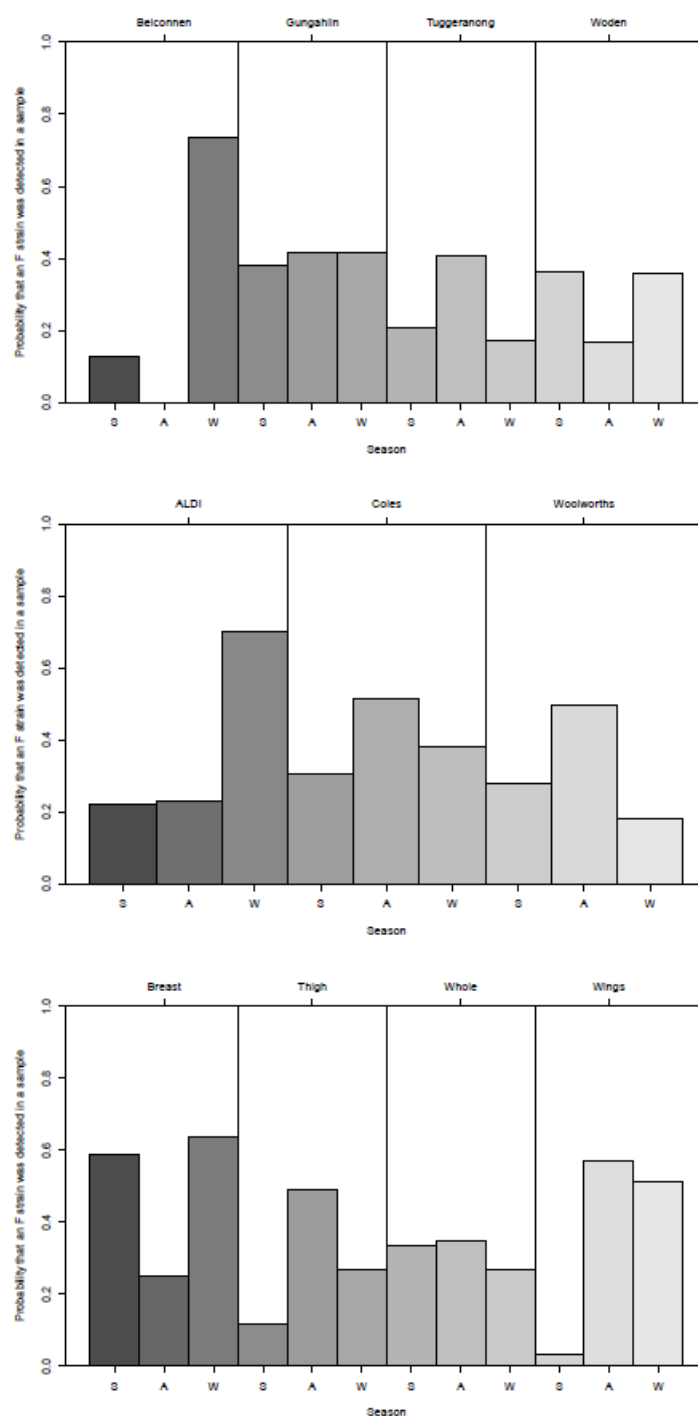 Belconnen Gungahlin Tuggeranong Woden
Probability that an F strain was detected in a sample
1.0
0.8
0.6
0.4
0.2
0.0
S A W S A W S A W S A W
Season
ALDI Coles Woolworths
Probability that an F strain was detected in a sample
1.0
0.8
0.6
0.4
0.2
0.0
S A W S A W S A W
Season
Breast Thigh Whole Wings
Probability that an F strain was detected in a sample
1.0
0.8
0.6
0.4
0.2
0.0
S A W S A W S A W S A W
Season